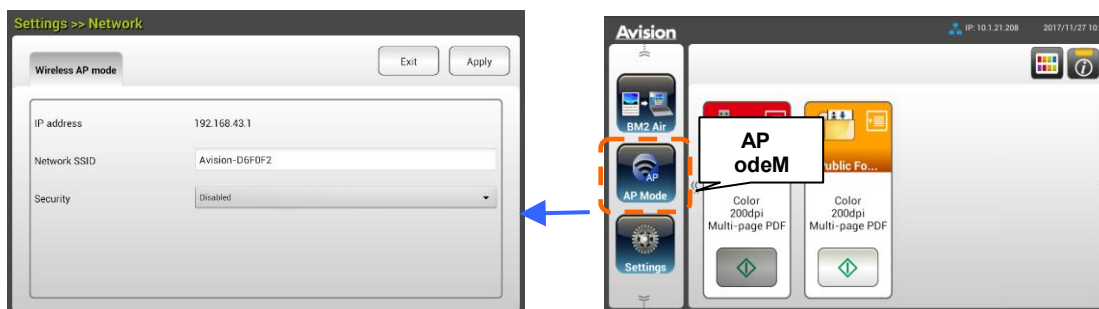 Settings >> Network
Wireless AP mode
Exit
Apply
IP address
192.168.43.1
Network SSID
Avision-D6F0F2
Security
Disabled
Avision
IP: 10.1.21.208
2017/11/27 10:
BM2 Air
AP
AP Mode
Settings
AP
odeM
ublic Fo...
Color
200dpi
Multi-page PDF
Color
200dpi
Multi-page PDF